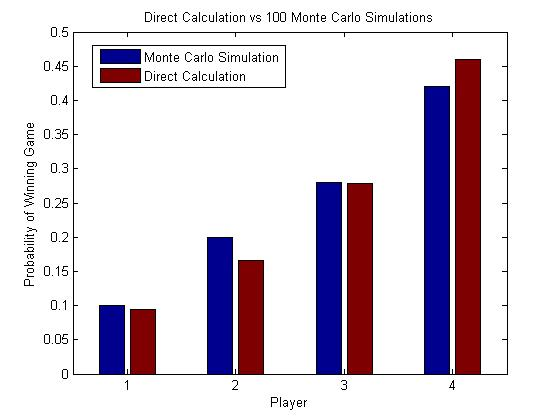 Direct Calculation vs 100 Monte Carlo Simulations
0.5
0.45
0.4
0.35
0.3
0.25
0.2
0.15
0.1
0.05
0
Probability of Winning Game
Monte Carlo Simulation
Direct Calculation
1 2 3 4
Player